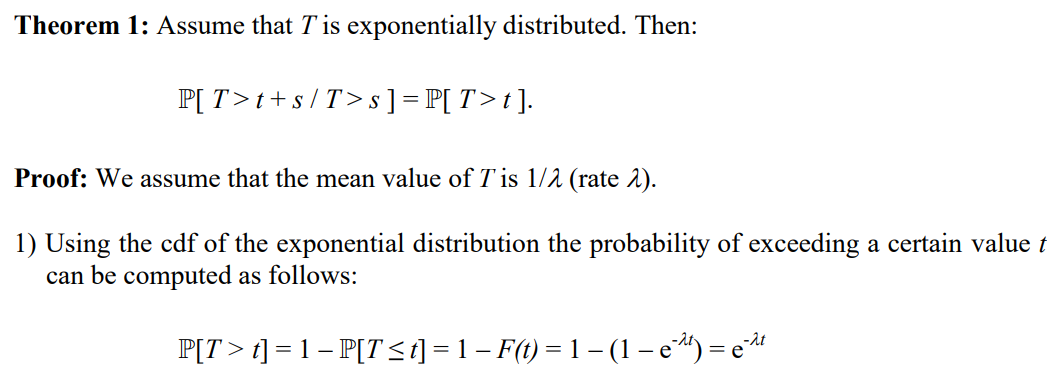 Theorem 1: Assume that T is exponentially distributed. Then:
ℙ[ T > t + s / T > s ] = ℙ[ T > t ].
Proof: We assume that the mean value of T is 1/λ (rate λ).
1) Using the cdf of the exponential distribution the probability of exceeding a certain value t
can be computed as follows:
ℙ[T > t] = 1 – ℙ[T ≤ t] = 1 – F(t) = 1 – (1 – e^-λt) = e^-λt